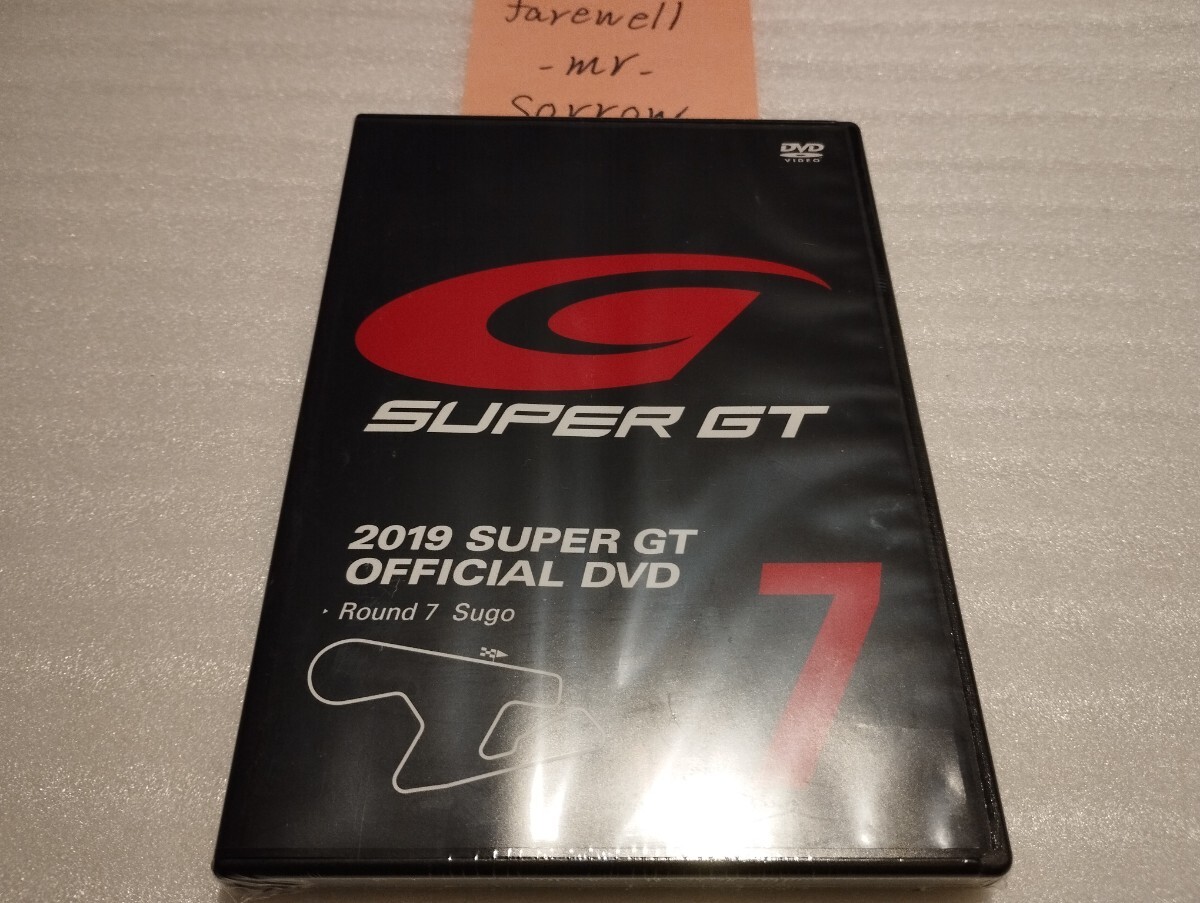 farewell
-mr-
sorrow
DVD
VIDEO
SUPER GT
2019 SUPER GT
OFFICIAL DVD
Round 7 Sugo
7